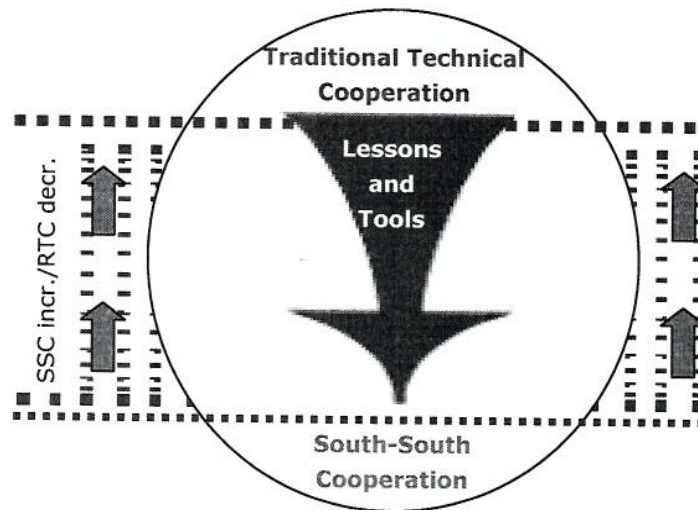 Traditional Technical
Cooperation
Lessons
and
Tools
SSC incr./RTC decr.
South-South
Cooperation